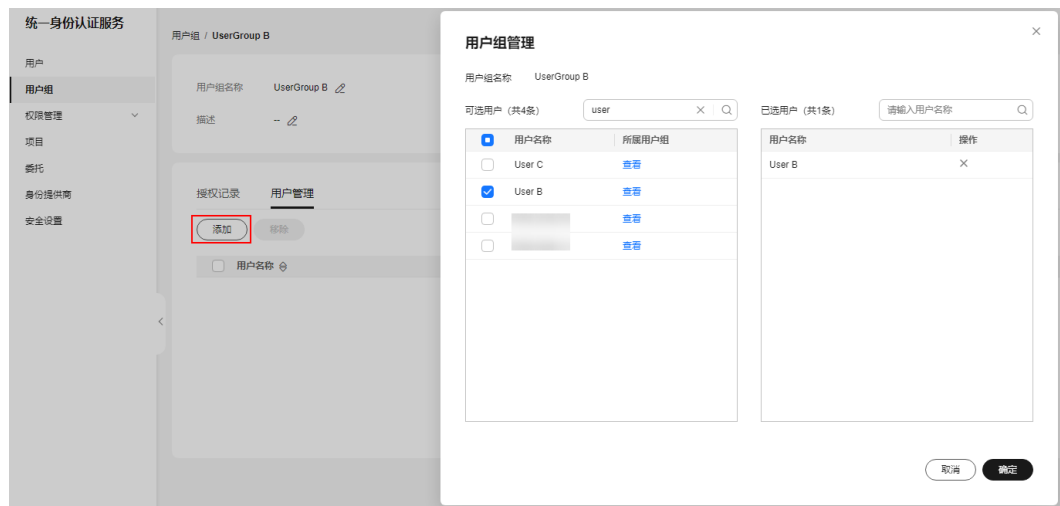 统一身份认证服务
用户
用户组
权限管理
项目
委托
身份提供商
安全设置
用户组 / UserGroup B
用户组名称 UserGroup B
描述 --
授权记录 用户管理
添加 移除
用户名称
用户组管理
用户组名称 UserGroup B
可选用户（共4条） user
用户名称 所属用户组
User C 查看
User B 查看
查看
查看
已选用户（共1条） 请输入用户名称
用户名称 操作
User B
取消 确定